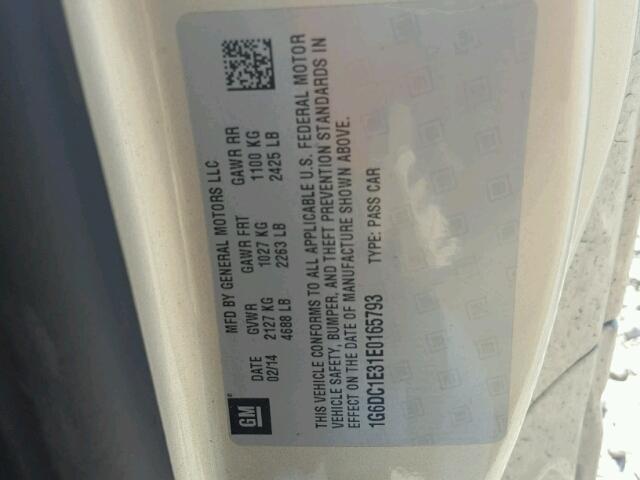 MFD BY GENERAL MOTORS LLC
DATE GVWR GAWR FRT GAWR RR
02/14 2127 KG 1027 KG 1100 KG
4688 LB 2263 LB 2425 LB
GM
THIS VEHICLE CONFORMS TO ALL APPLICABLE U.S. FEDERAL MOTOR
VEHICLE SAFETY, BUMPER, AND THEFT PREVENTION STANDARDS IN
EFFECT ON THE DATE OF MANUFACTURE SHOWN ABOVE.
1G6DC1E31E0165793 TYPE: PASS CAR